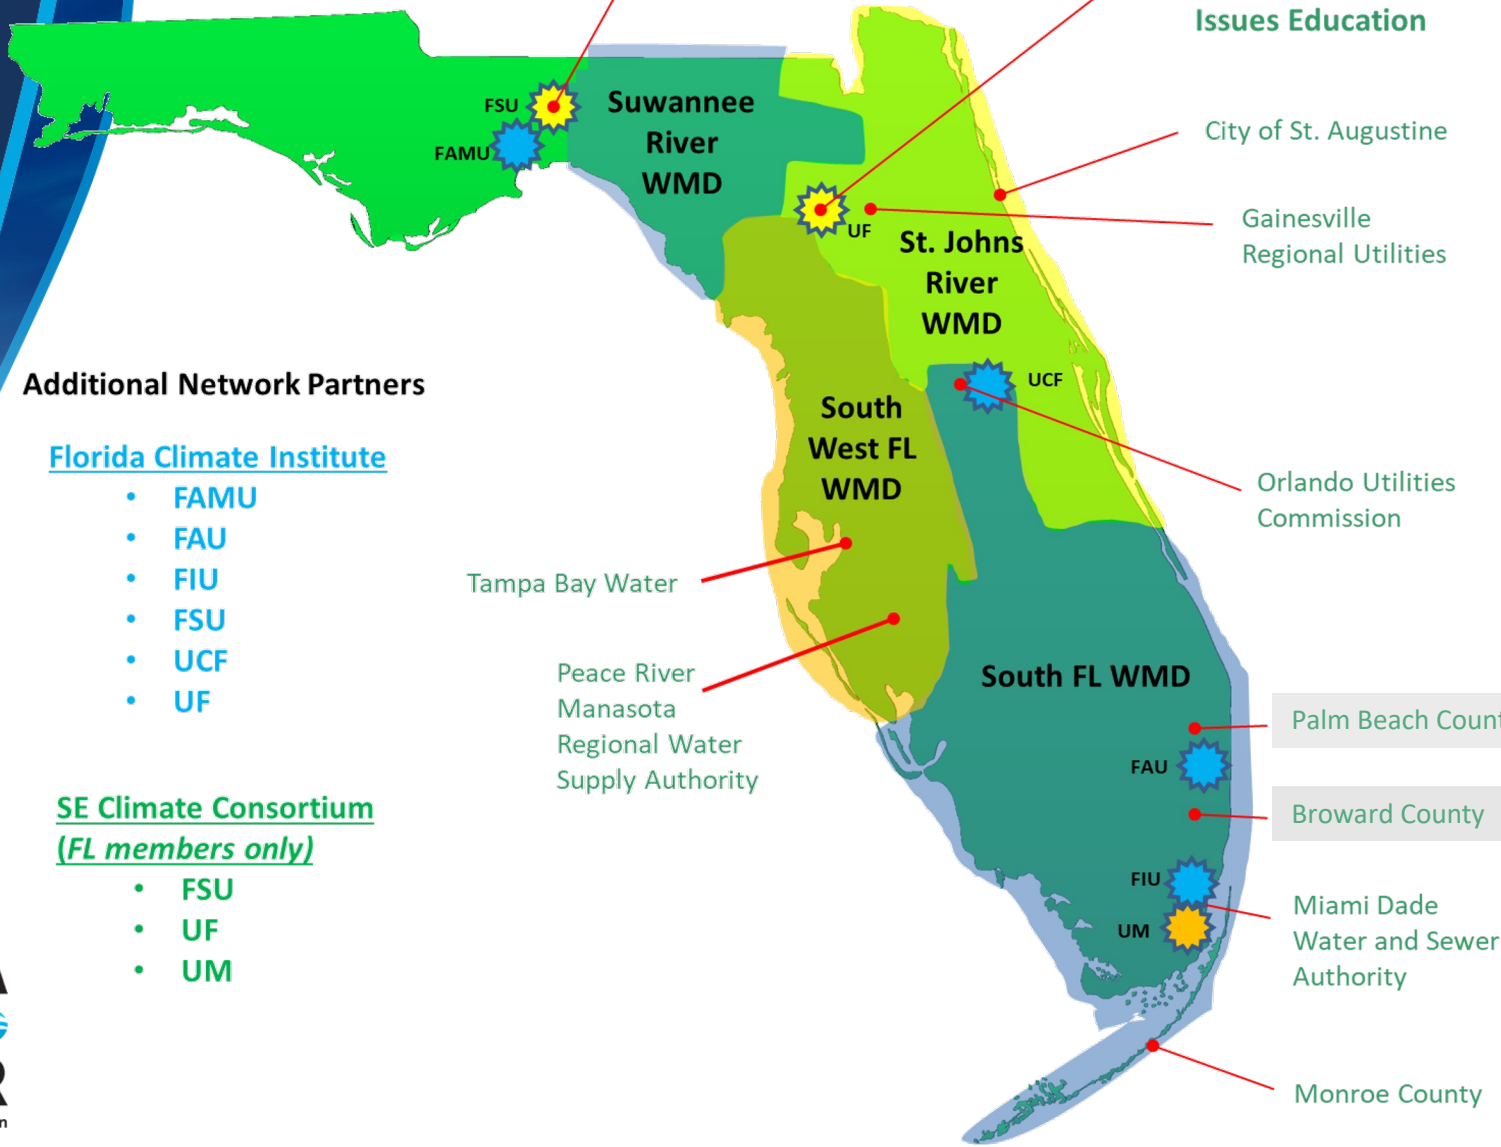 Issues Education
FSU
FAMU
Suwannee
River
WMD
City of St. Augustine
UF
Gainesville
Regional Utilities
St. Johns
River
WMD
Additional Network Partners
UCF
South
West FL
WMD
Florida Climate Institute
• FAMU
• FAU
• FIU
• FSU
• UCF
• UF
Orlando Utilities
Commission
Tampa Bay Water
Peace River
Manasota
Regional Water
Supply Authority
South FL WMD
Palm Beach
FAU
Broward County
SE Climate Consortium
(FL members only)
• FSU
• UF
• UM
FIU
UM
Miami Dade
Water and Sewer
Authority
Monroe County